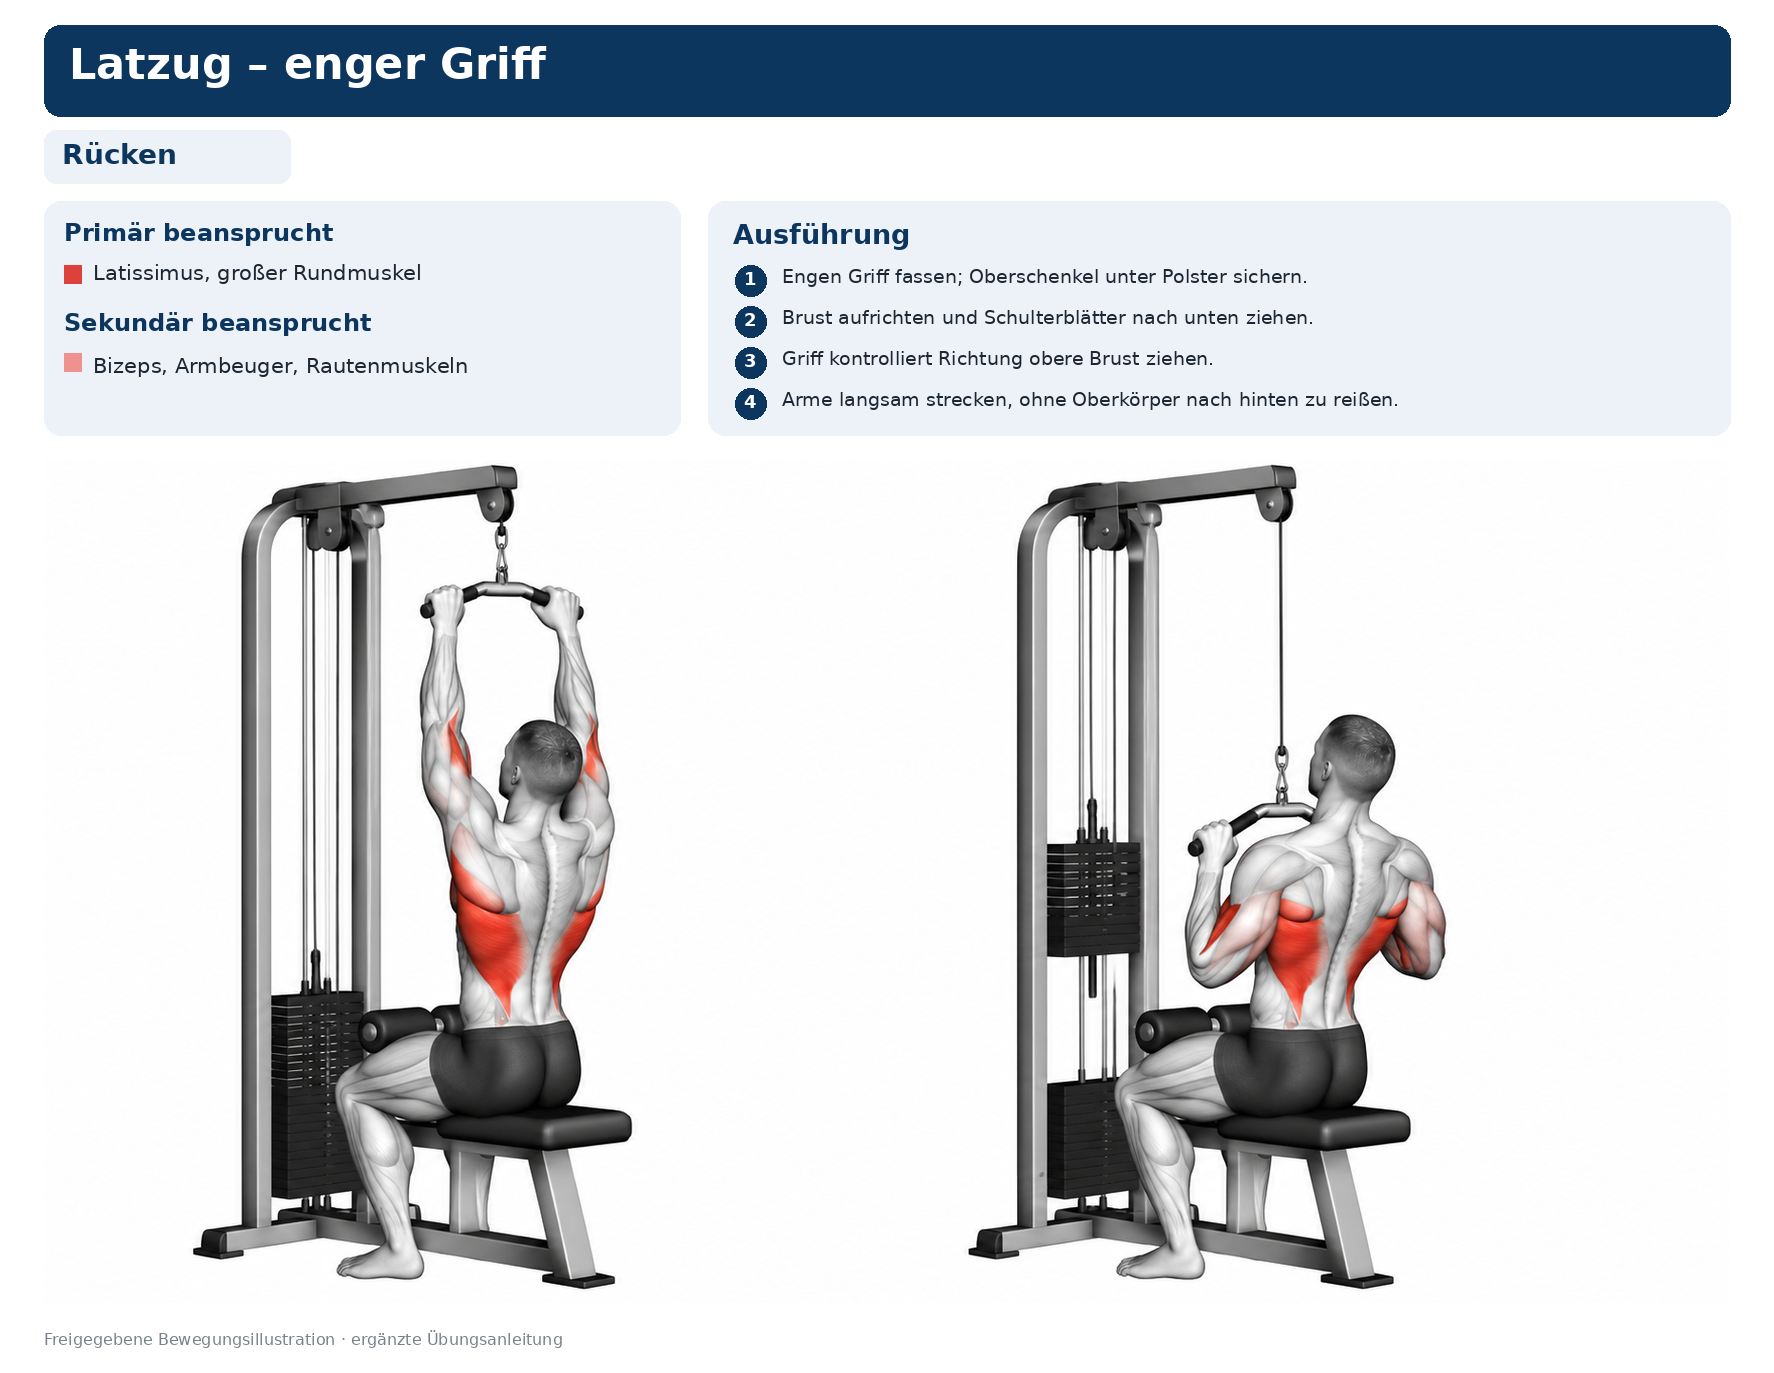 Latzug – enger Griff
Rücken
Primär beansprucht
Latissimus, großer Rundmuskel
Sekundär beansprucht
Bizeps, Armbeuger, Rautenmuskeln
Ausführung
1 Engen Griff fassen; Oberschenkel unter Polster sichern.
2 Brust aufrichten und Schulterblätter nach unten ziehen.
3 Griff kontrolliert Richtung obere Brust ziehen.
4 Arme langsam strecken, ohne Oberkörper nach hinten zu reißen.
Freigegebene Bewegungsillustration · ergänzte Übungsanleitung